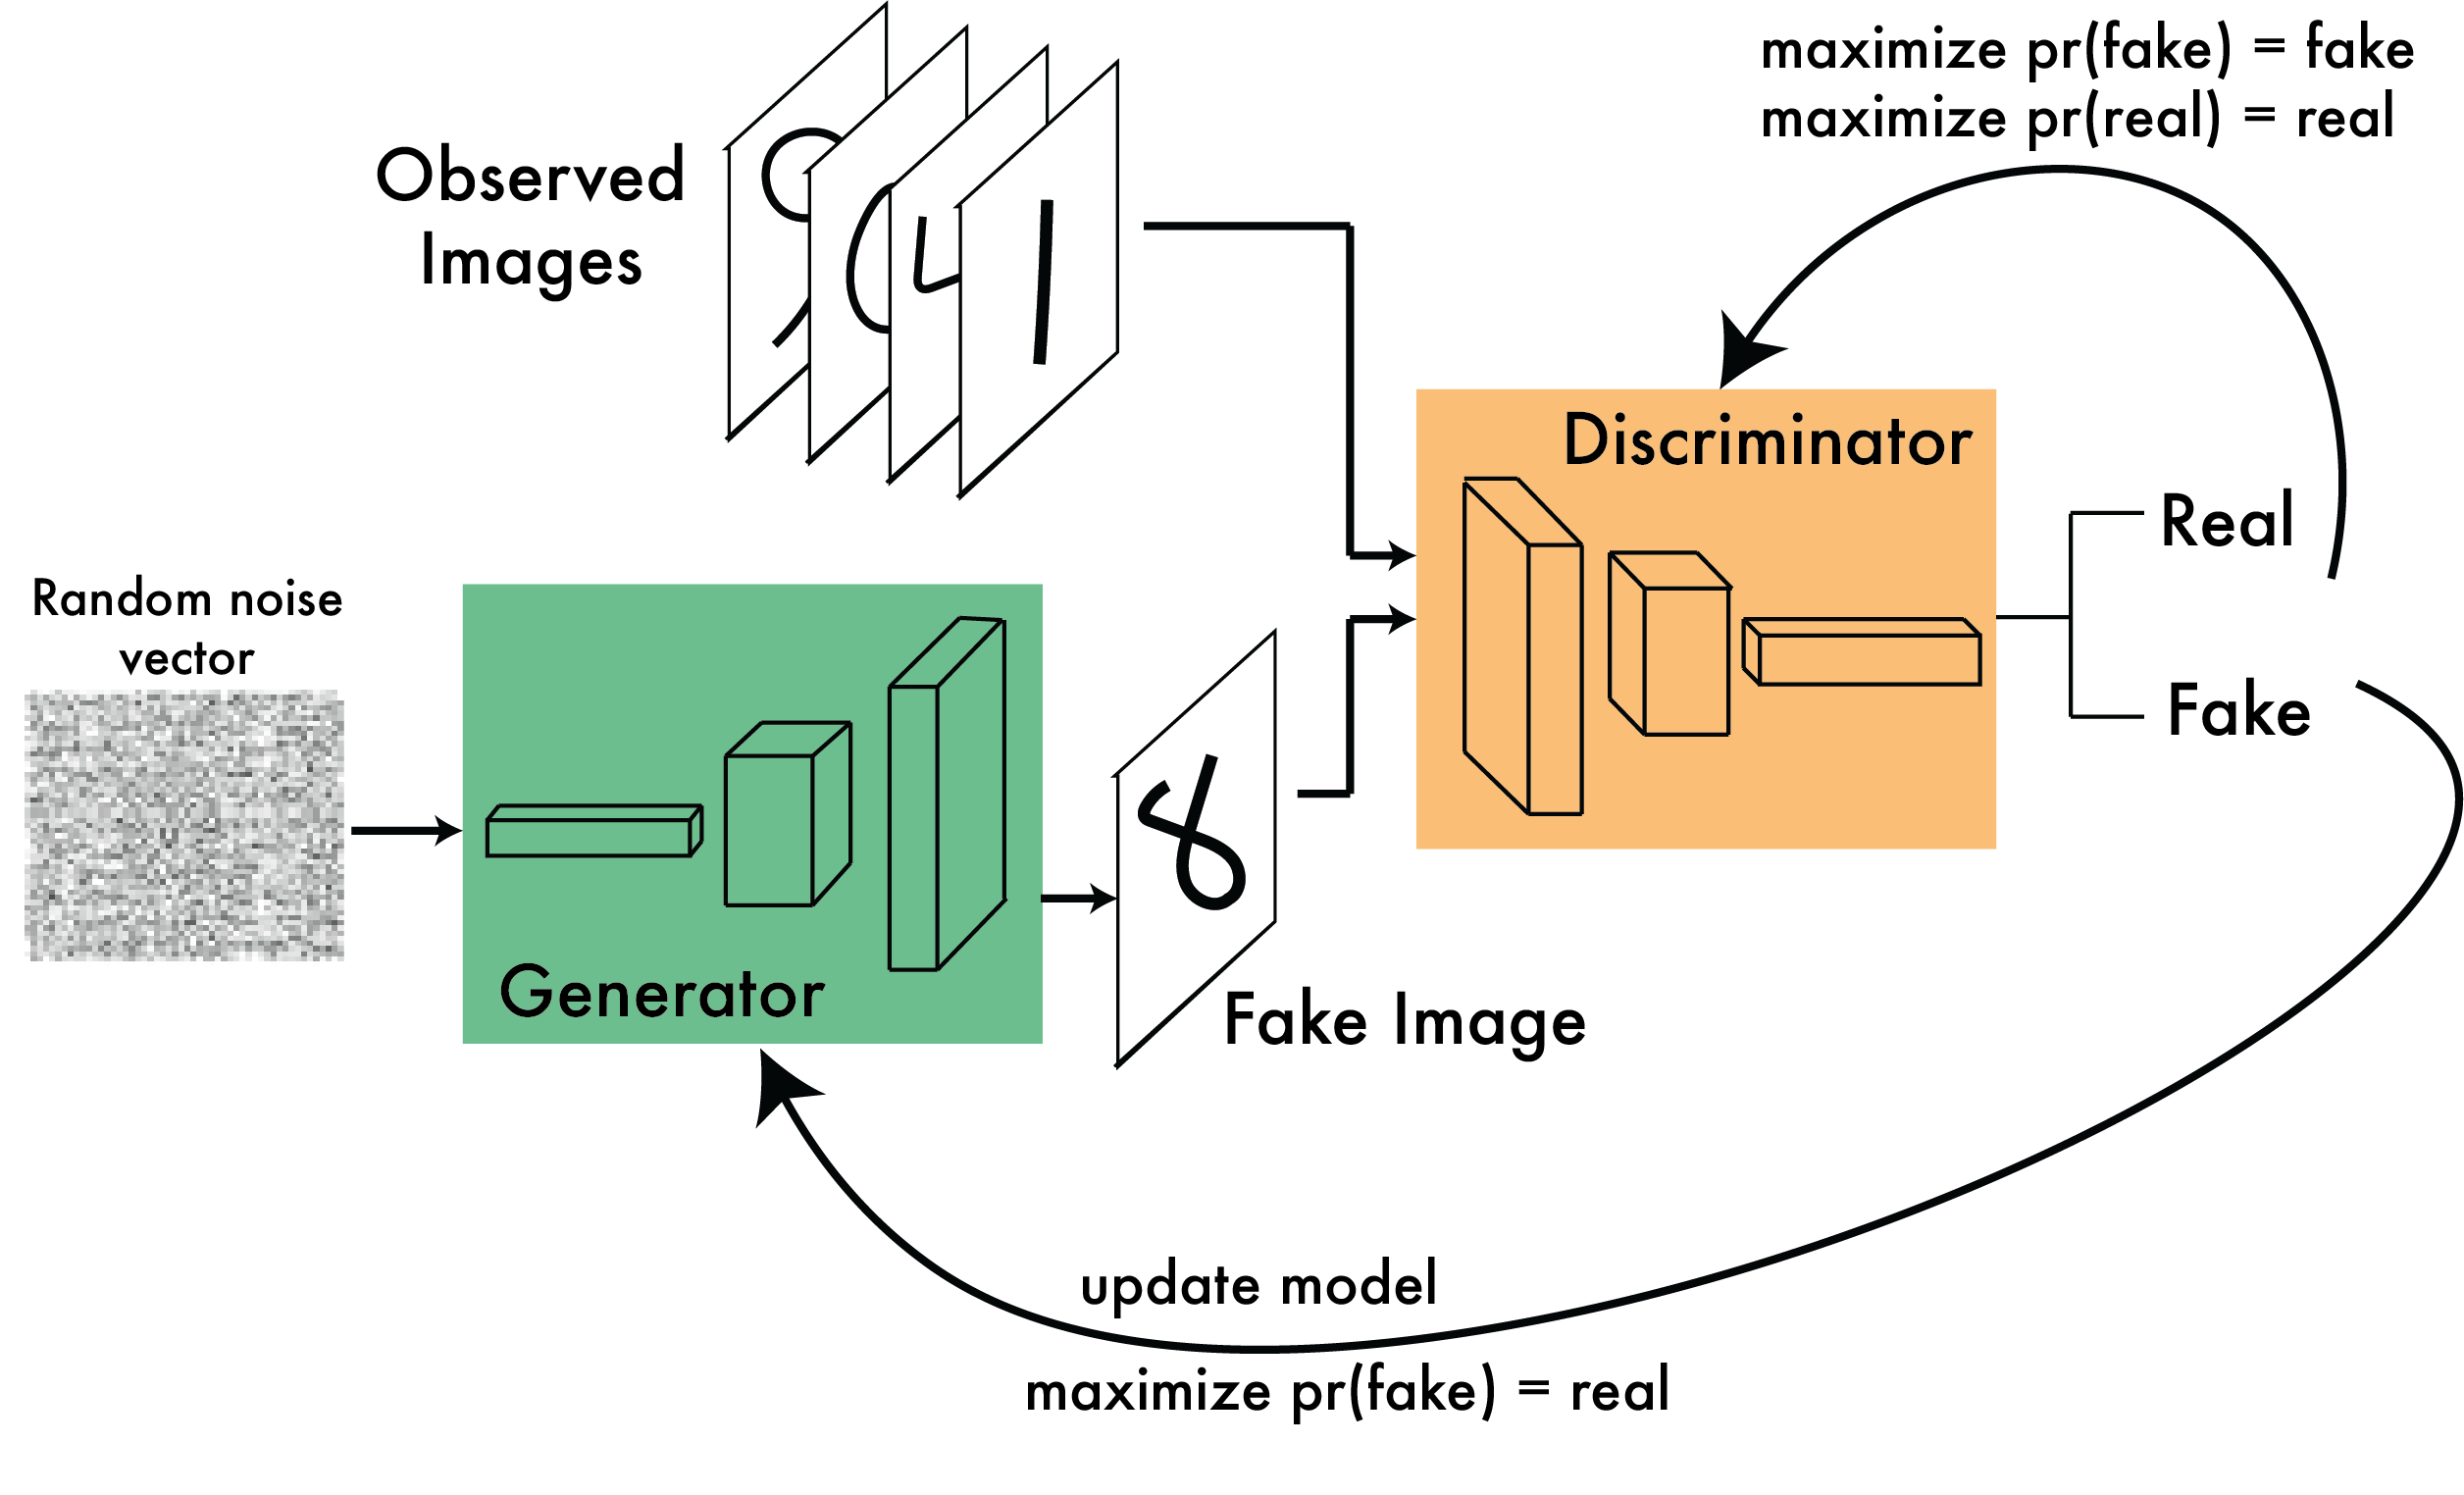 maximize pr(fake) = fake
maximize pr(real) = real
Observed
Images
Discriminator
Real
Fake
Random noise
vector
Generator
Fake Image
update model
maximize pr(fake) = real